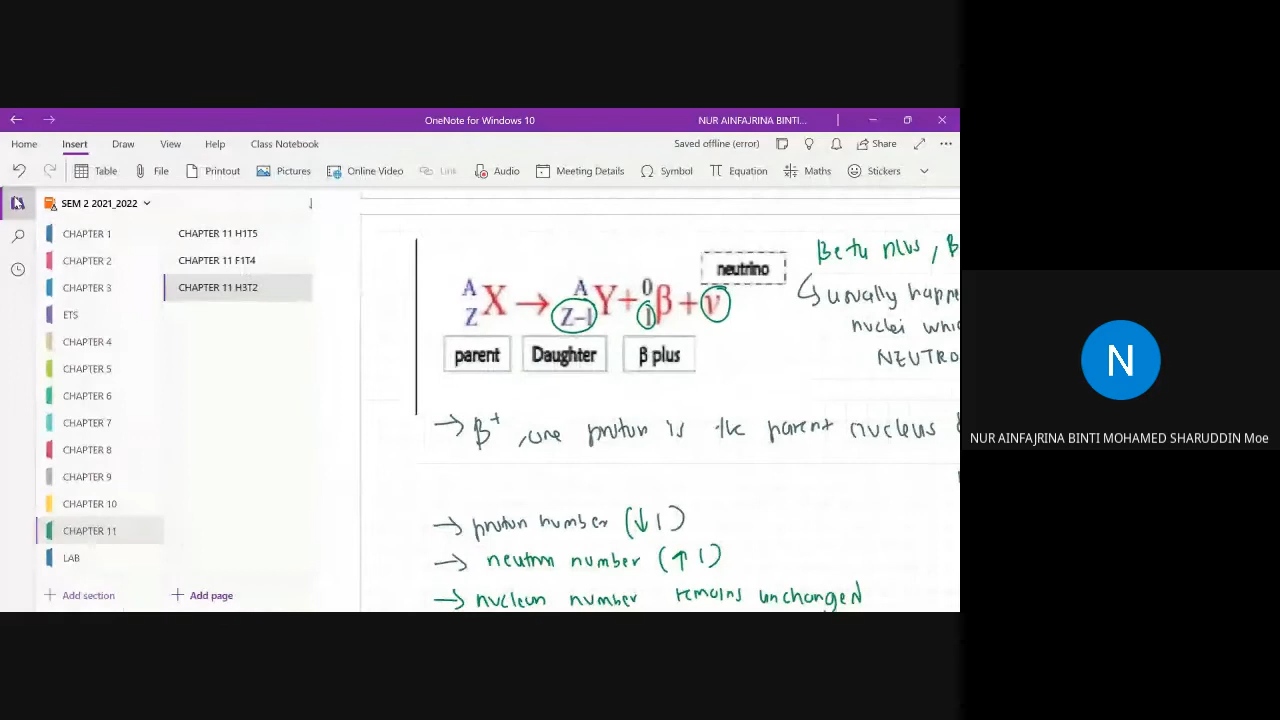 OneNote for Windows 10
NUR AINFAJRINA BINTI...
Home Insert Draw View Help Class Notebook
Saved offline (error) Share
Table File Printout Pictures Online Video Link Audio Meeting Details Symbol Equation Maths Stickers
SEM 2 2021_2022
CHAPTER 1
CHAPTER 2
CHAPTER 3
ETS
CHAPTER 4
CHAPTER 5
CHAPTER 6
CHAPTER 7
CHAPTER 8
CHAPTER 9
CHAPTER 10
CHAPTER 11
LAB
Add section
CHAPTER 11 H1T5
CHAPTER 11 F1T4
CHAPTER 11 H3T2
Add page
neutrino
A Z X → A Z-1 Y + 0 1 β + ν
parent Daughter β plus
Beta plus, β
usually happe
nuclei whi
NEUTRO
→ β+, one proton is the parent nucleus
→ proton number (↓ 1)
→ neutron number (↑ 1)
→ nucleon number remains unchanged
N
NUR AINFAJRINA BINTI MOHAMED SHARUDDIN Moe